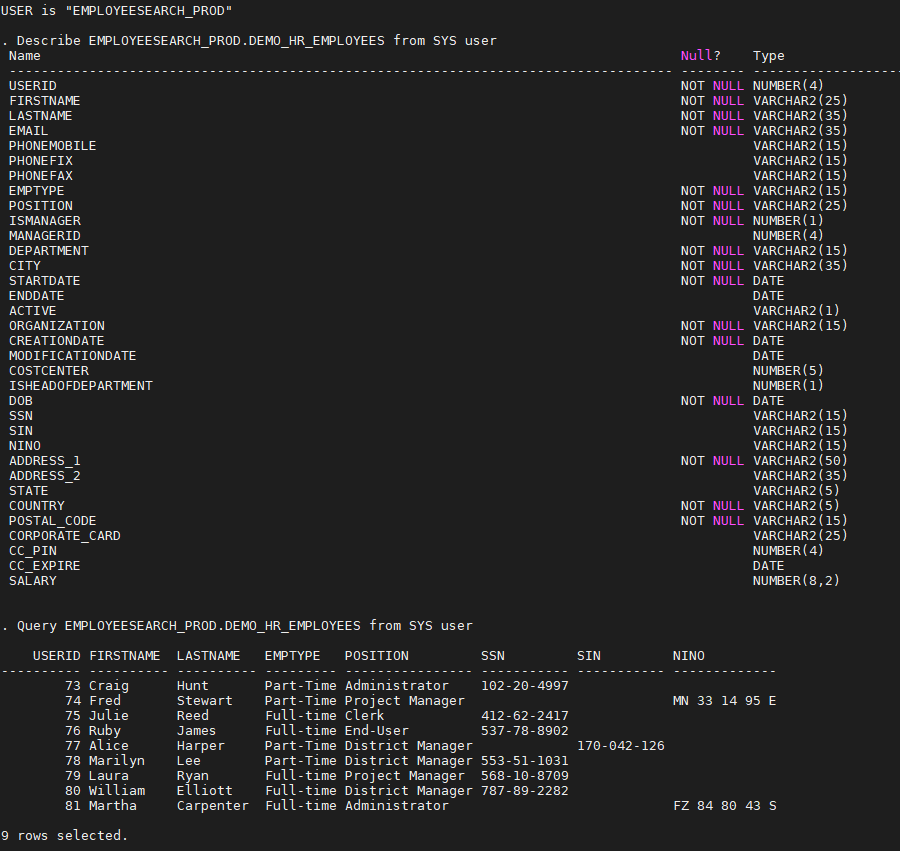 USER is "EMPLOYEESEARCH_PROD"
. Describe EMPLOYEESEARCH_PROD.DEMO_HR_EMPLOYEES from SYS user
Name Null? Type
----------------------------------------------------------------------------------- -------- -------------------
USERID NOT NULL NUMBER(4)
FIRSTNAME NOT NULL VARCHAR2(25)
LASTNAME NOT NULL VARCHAR2(35)
EMAIL NOT NULL VARCHAR2(35)
PHONEMOBILE VARCHAR2(15)
PHONEFIX VARCHAR2(15)
PHONEFAX VARCHAR2(15)
EMPTYPE NOT NULL VARCHAR2(15)
POSITION NOT NULL VARCHAR2(25)
ISMANAGER NOT NULL NUMBER(1)
MANAGERID NUMBER(4)
DEPARTMENT NOT NULL VARCHAR2(15)
CITY NOT NULL VARCHAR2(35)
STARTDATE NOT NULL DATE
ENDDATE DATE
ACTIVE VARCHAR2(1)
ORGANIZATION NOT NULL VARCHAR2(15)
CREATIONDATE NOT NULL DATE
MODIFICATIONDATE DATE
COSTCENTER NUMBER(5)
ISHEADOFDEPARTMENT NUMBER(1)
DOB NOT NULL DATE
SSN VARCHAR2(15)
SIN VARCHAR2(15)
NINO VARCHAR2(15)
ADDRESS_1 NOT NULL VARCHAR2(50)
ADDRESS_2 VARCHAR2(35)
STATE VARCHAR2(5)
COUNTRY NOT NULL VARCHAR2(5)
POSTAL_CODE NOT NULL VARCHAR2(15)
CORPORATE_CARD VARCHAR2(25)
CC_PIN NUMBER(4)
CC_EXPIRE DATE
SALARY NUMBER(8,2)
. Query EMPLOYEESEARCH_PROD.DEMO_HR_EMPLOYEES from SYS user
USERID FIRSTNAME LASTNAME EMPTYPE POSITION SSN SIN NINO
---------- ---------- ---------- --------- ---------------- ----------- ----------- -------------
73 Craig Hunt Part-Time Administrator 102-20-4997
74 Fred Stewart Part-Time Project Manager MN 33 14 95 E
75 Julie Reed Full-time Clerk 412-62-2417
76 Ruby James Full-time End-User 537-78-8902
77 Alice Harper Part-Time District Manager 170-042-126
78 Marilyn Lee Part-Time District Manager 553-51-1031
79 Laura Ryan Full-time Project Manager 568-10-8709
80 William Elliott Full-time District Manager 787-89-2282
81 Martha Carpenter Full-time Administrator FZ 84 80 43 S
9 rows selected.